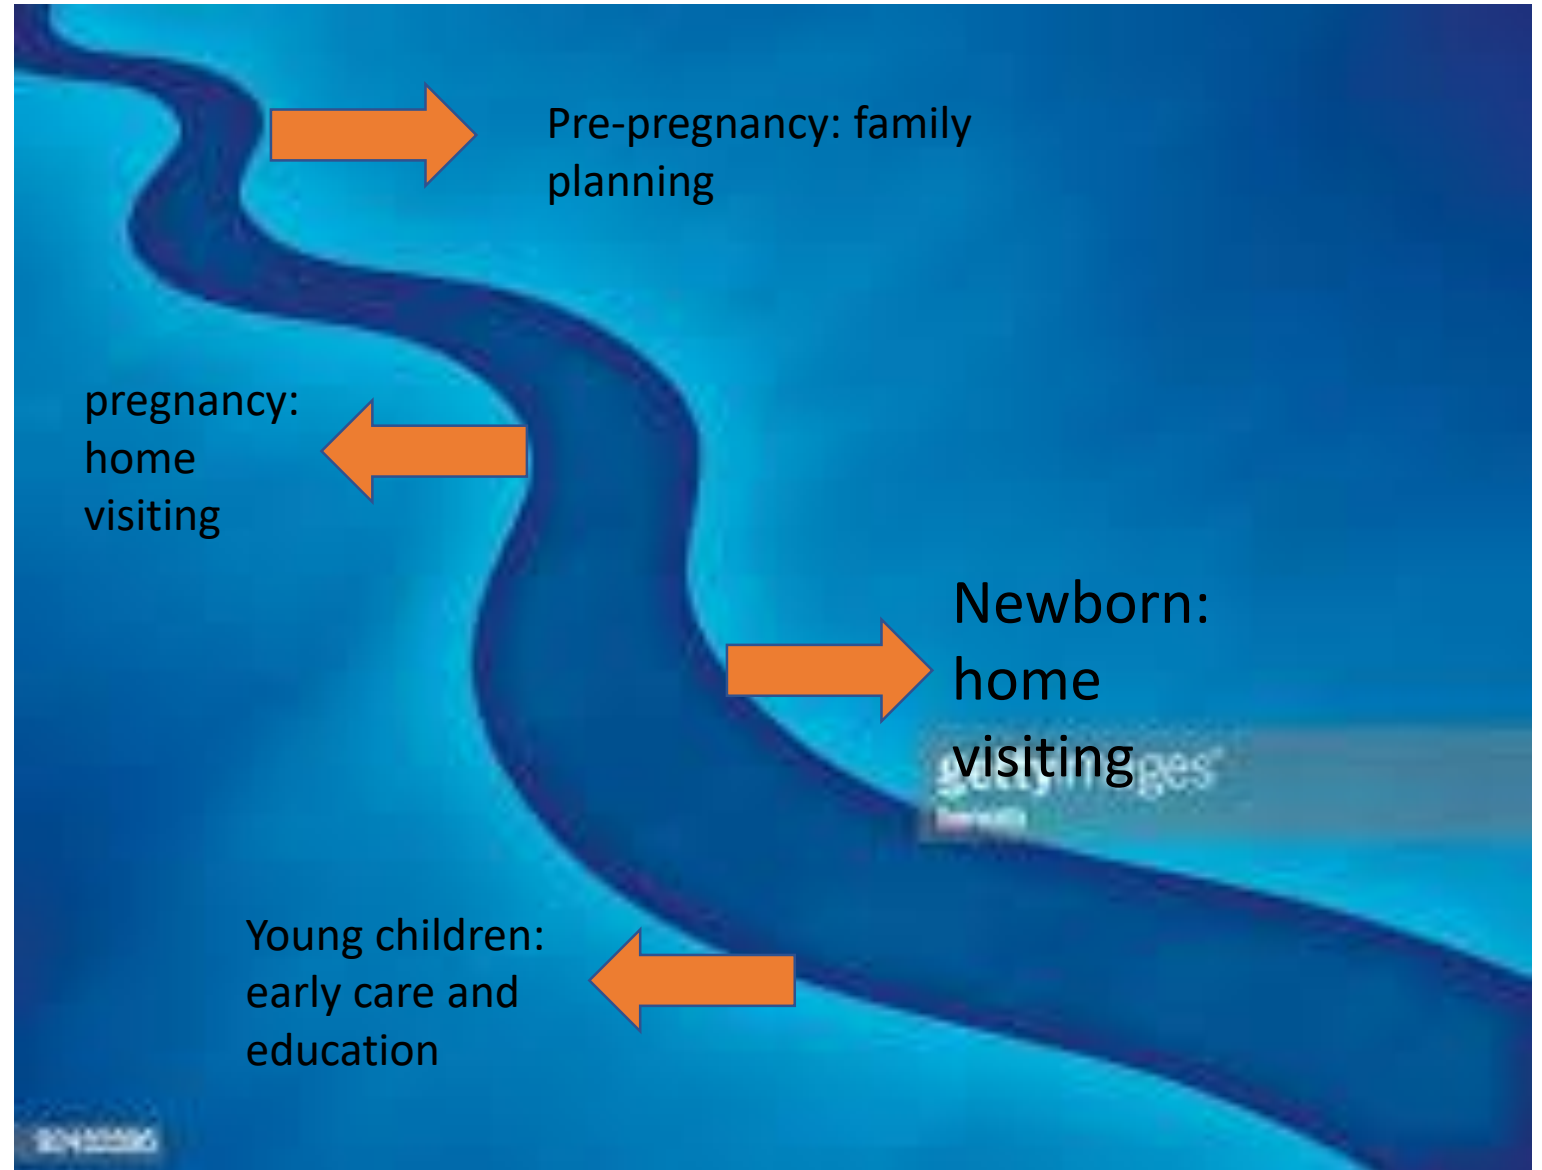 Pre-pregnancy: family
planning
pregnancy:
home
visiting
Newborn:
home
visiting
Young children:
early care and
education